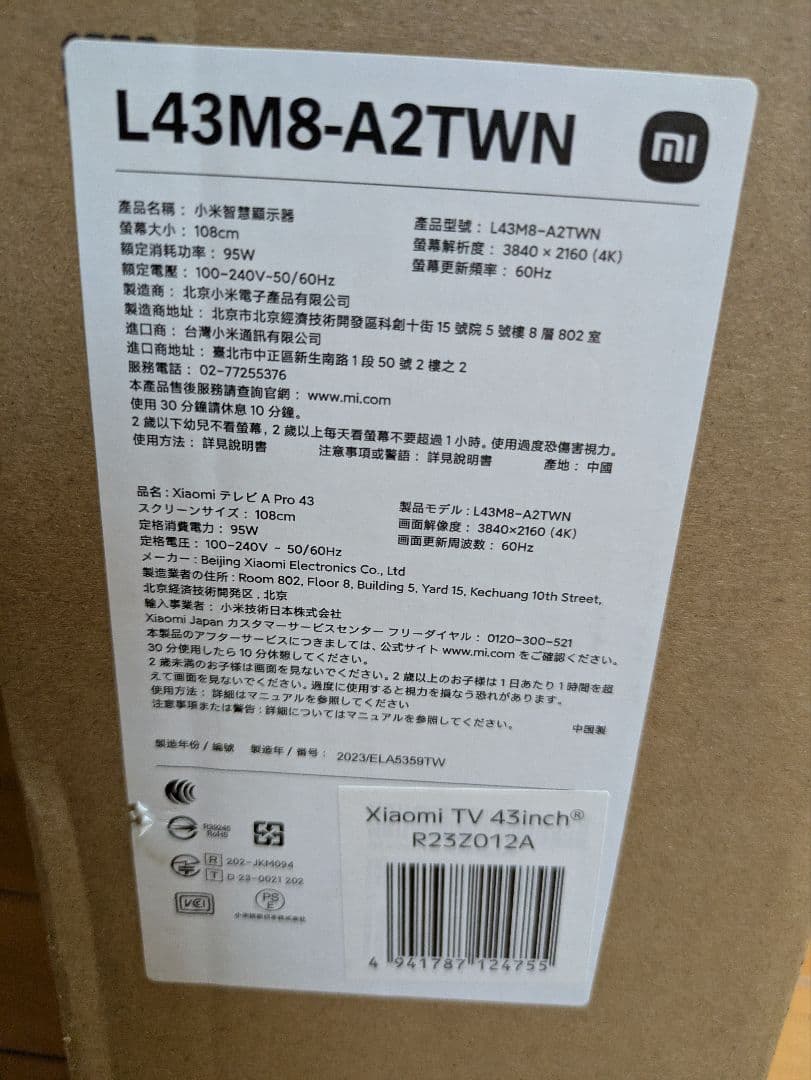 L43M8-A2TWN
mi
產品名稱：小米智慧顯示器
產品型號：L43M8-A2TWN
螢幕大小：108cm
螢幕解析度：3840 × 2160 (4K)
額定消耗功率：95W
螢幕更新頻率：60Hz
額定電壓：100-240V~50/60Hz
製造商：北京小米電子產品有限公司
製造商地址：北京市北京經濟技術開發區科創十街 15 號院 5 號樓 8 層 802 室
進口商：台灣小米通訊有限公司
進口商地址：臺北市中正區新生南路 1 段 50 號 2 樓之 2
服務電話：02-77255376
本產品售後服務請查詢官網：www.mi.com
使用 30 分鐘請休息 10 分鐘。
2 歲以下幼兒不看螢幕，2 歲以上每天看螢幕不要超過 1 小時。使用過度恐傷害視力。
使用方法：詳見說明書 注意事項或警語：詳見說明書 產地：中國
品名：Xiaomi テレビ A Pro 43
製品モデル：L43M8-A2TWN
スクリーンサイズ：108cm
画面解像度：3840×2160 (4K)
定格消費電力：95W
画面更新周波数：60Hz
定格電圧：100-240V ~ 50/60Hz
メーカー：Beijing Xiaomi Electronics Co., Ltd
製造業者の住所：Room 802, Floor 8, Building 5, Yard 15, Kechuang 10th Street,
北京経済技術開発区，北京
輸入事業者：小米技術日本株式会社
Xiaomi Japan カスタマーサービスセンター フリーダイヤル：0120-300-521
本製品のアフターサービスにつきましては、公式サイト www.mi.com をご確認ください。
30 分使用したら 10 分休憩してください。
2 歳未満のお子様は画面を見ないでください。2 歳以上のお子様は 1 日あたり 1 時間を超
えて画面を見ないでください。過度に使用すると視力を損なう恐れがあります。
使用方法：詳細はマニュアルを参照してください
注意事項または警告：詳細についてはマニュアルを参照してください。 中国製
製造年份 / 編號 製造年 / 番号：2023/ELA5359TW
R39246
RoHS
R 202-JKM094
T D 23-0021 202
VCCI
PS
E
Xiaomi TV 43inch®
R23Z012A
4 941787 124755